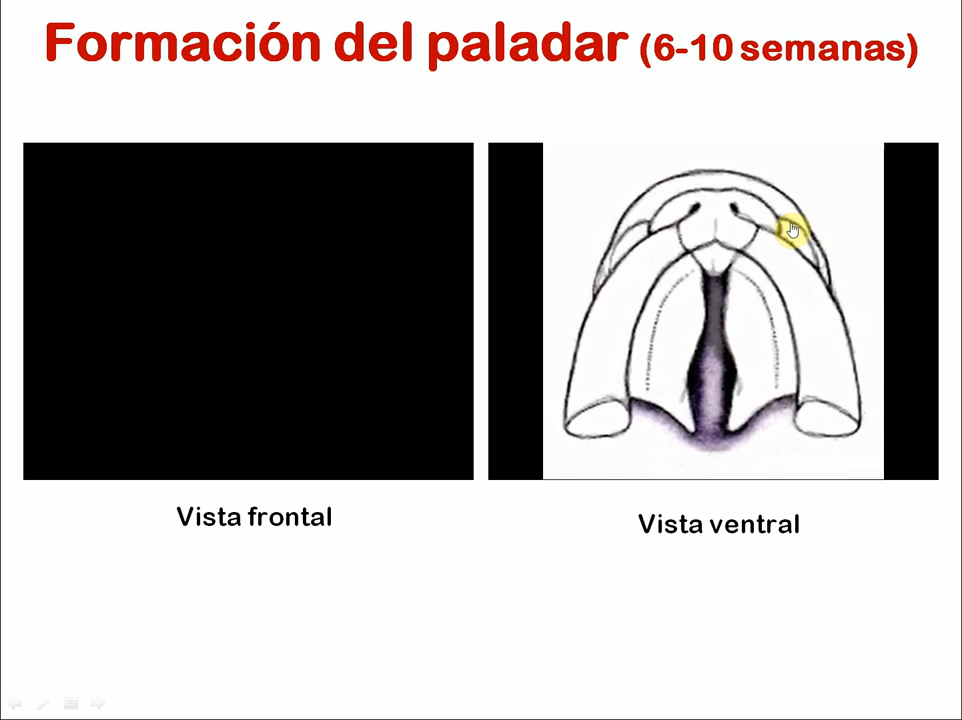 Formación del paladar (6-10 semanas)
Vista frontal
Vista ventral